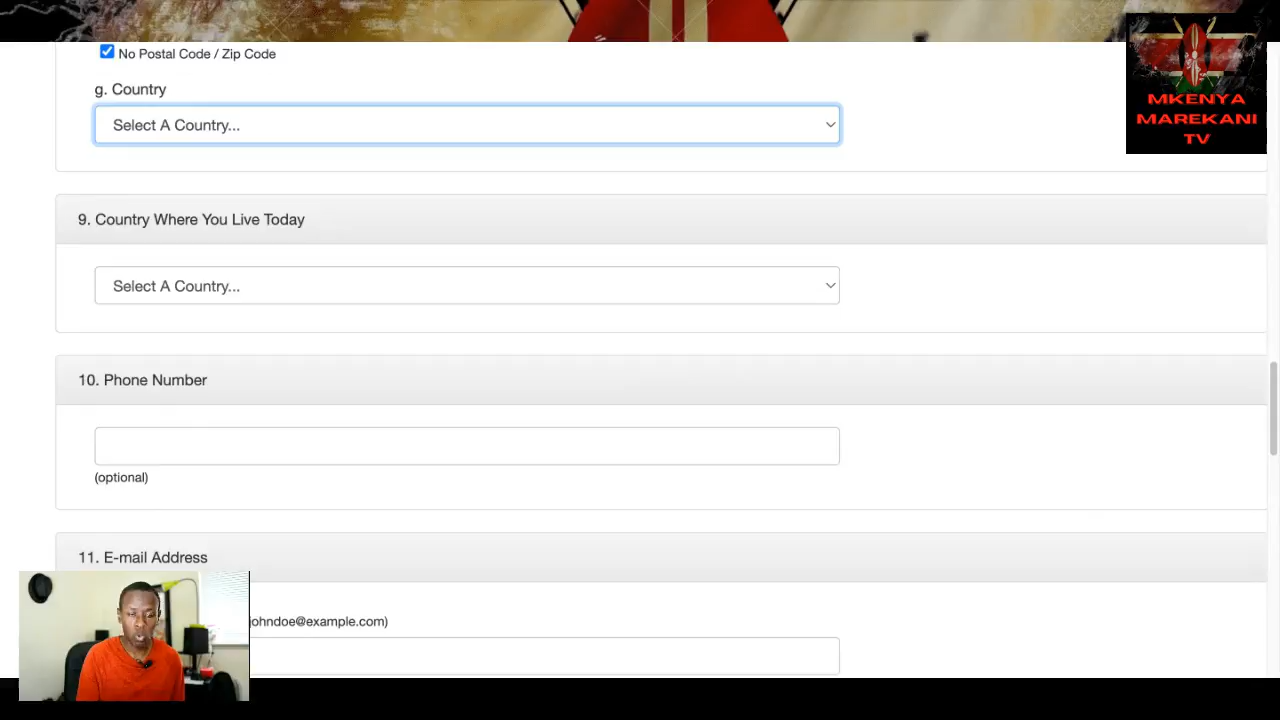 No Postal Code / Zip Code
g. Country
Select A Country...
MKENYA
MAREKANI
TV
9. Country Where You Live Today
Select A Country...
10. Phone Number
(optional)
11. E-mail Address
johndoe@example.com)